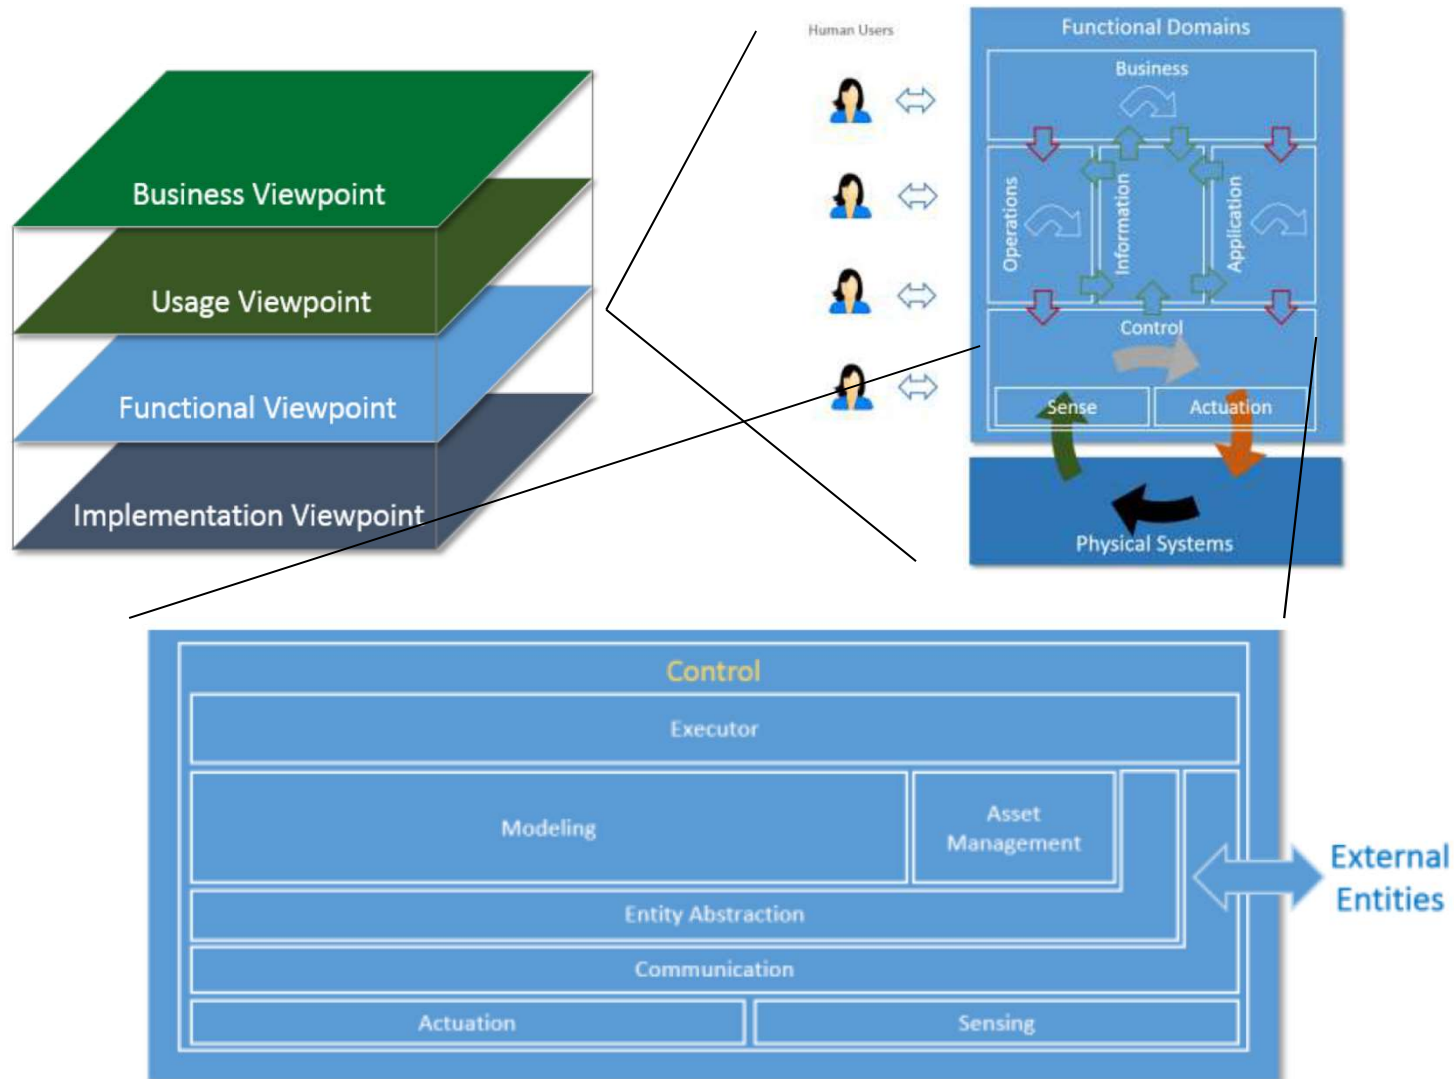 Business Viewpoint
Usage Viewpoint
Functional Viewpoint
Implementation Viewpoint
Human Users
Functional Domains
Business
Operations
Information
Application
Control
Sense
Actuation
Physical Systems
Control
Executor
Modeling
Asset
Management
Entity Abstraction
Communication
Actuation
Sensing
External
Entities